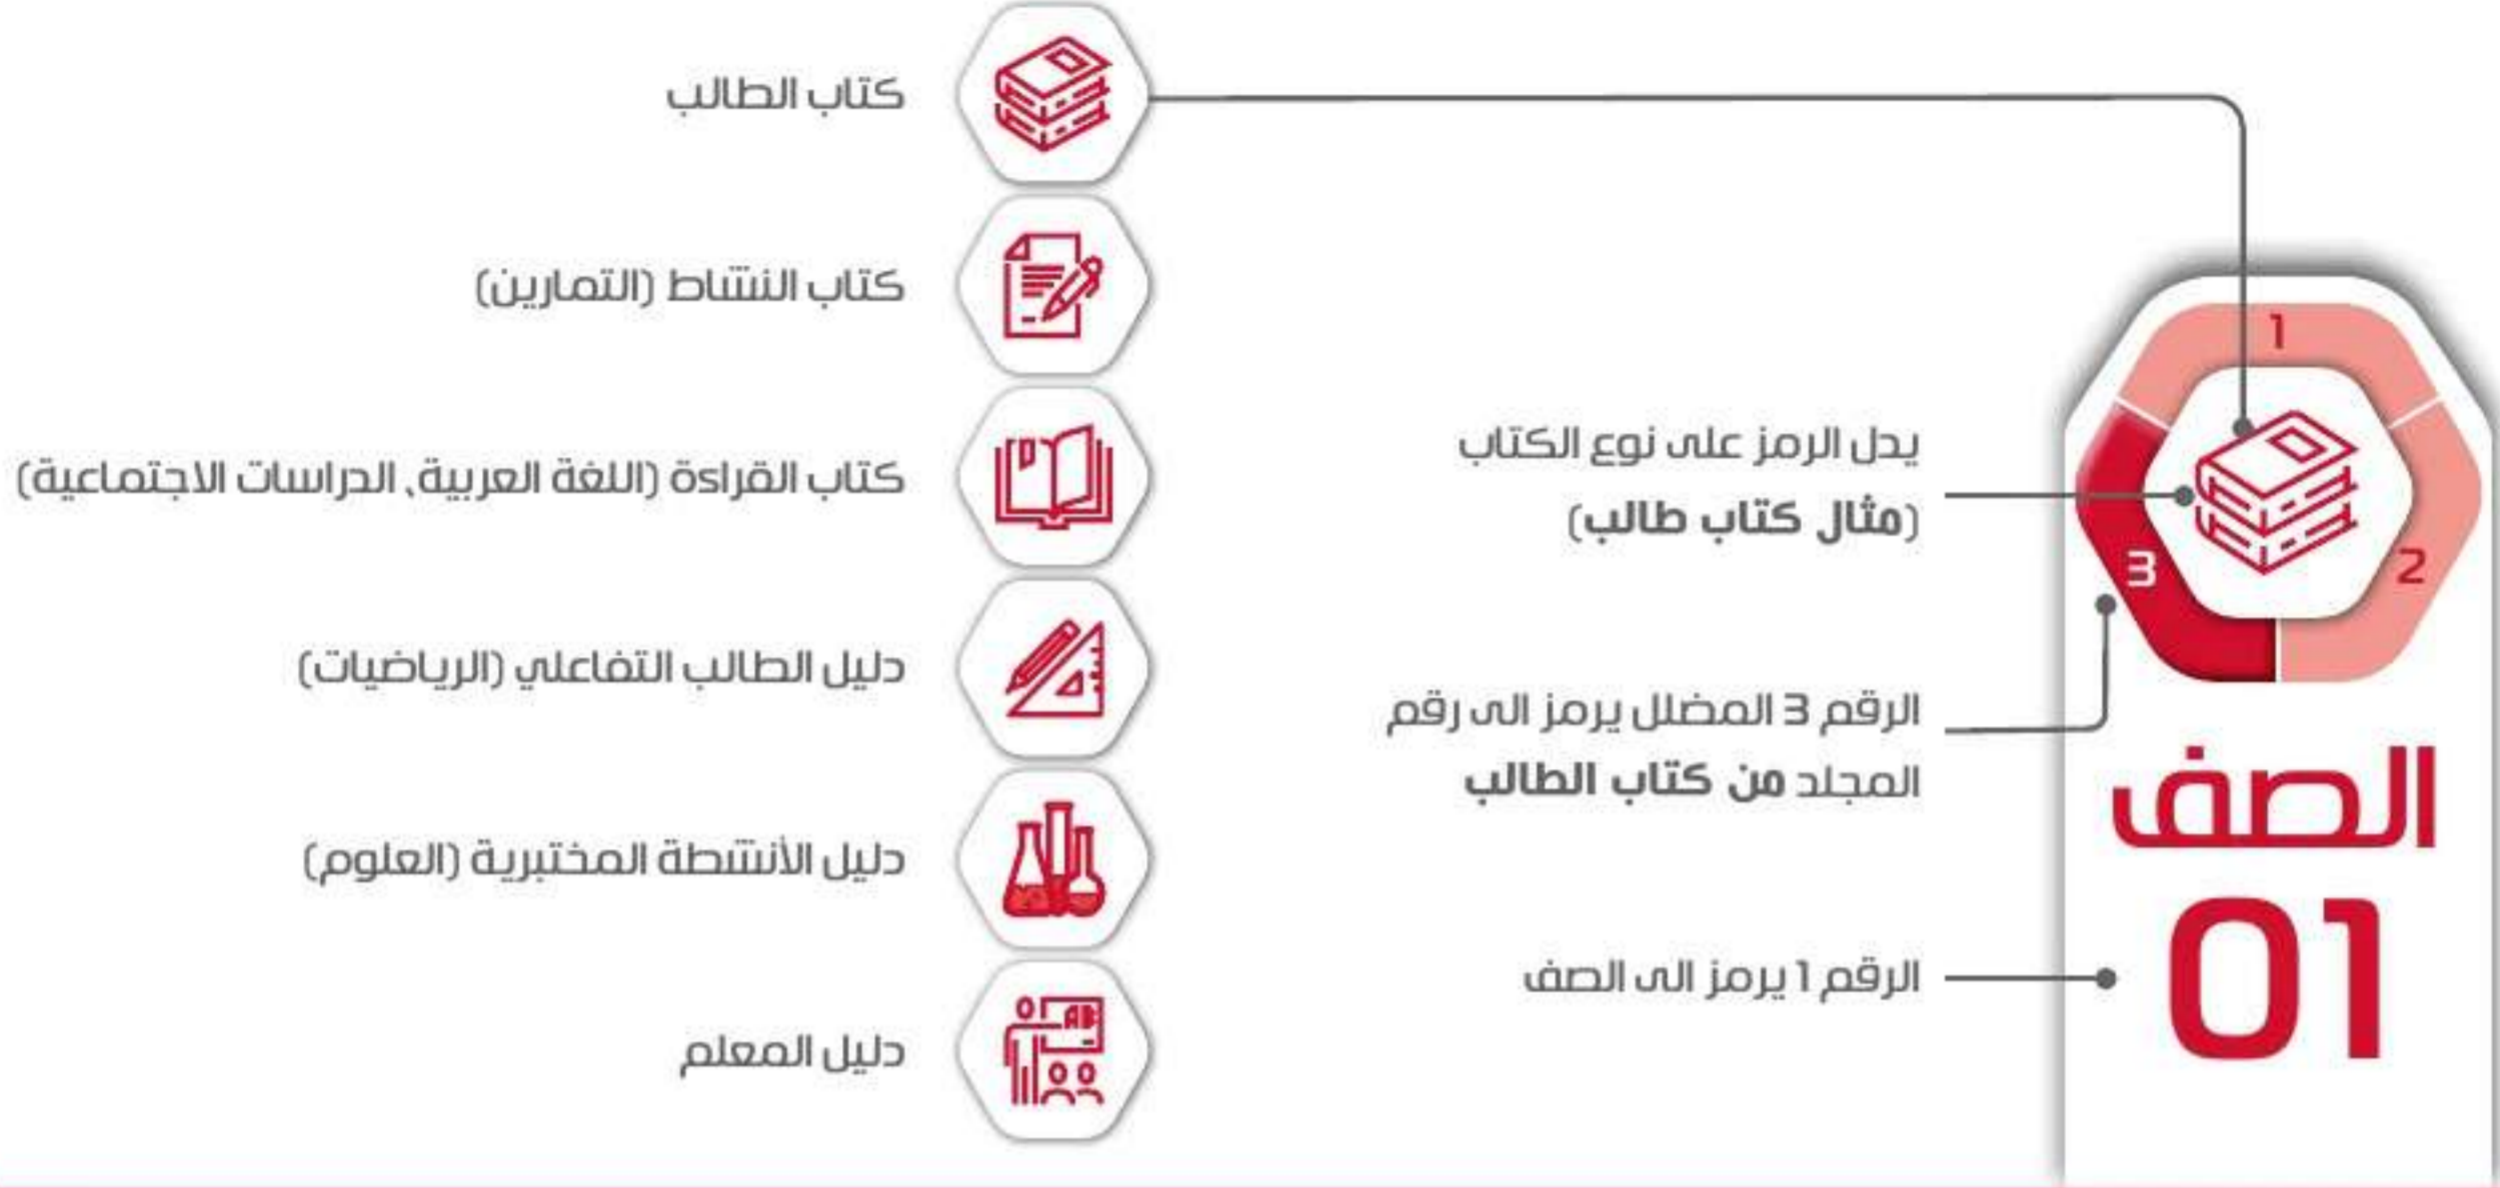 1
2
3
الصف
01
يدل الرمز على نوع الكتاب
(مثال كتاب طالب)
الرقم 3 المضلل يرمز الى رقم
المجلد من كتاب الطالب
الرقم 1 يرمز الى الصف
كتاب الطالب
كتاب النشاط (التمارين)
كتاب القراءة (اللغة العربية، الدراسات الاجتماعية)
دليل الطالب التفاعلي (الرياضيات)
دليل الأنشطة المختبرية (العلوم)
AB
دليل المعلم